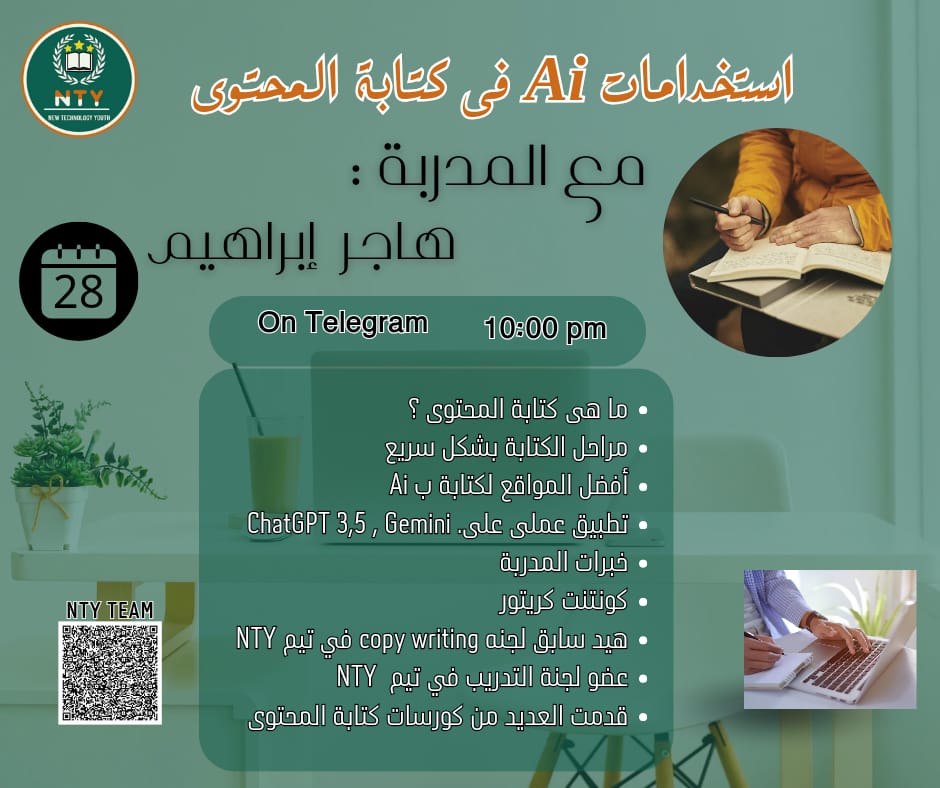 NTY
NEW TECHNOLOGY YOUTH
استخدامات Ai فى كتابة المحتوى
مع المدربة :
هاجر إبراهيم
28
On Telegram 10:00 pm
• ما هى كتابة المحتوى ؟
• مراحل الكتابة بشكل سريع
• أفضل المواقع لكتابة ب Ai
• تطبيق عملى على. ChatGPT 3,5 , Gemini
• خبرات المدربة
• كونتنت كريتور
• هيد سابق لجنه copy writing في تيم NTY
• عضو لجنة التدريب في تيم NTY
• قدمت العديد من كورسات كتابة المحتوى
NTY TEAM